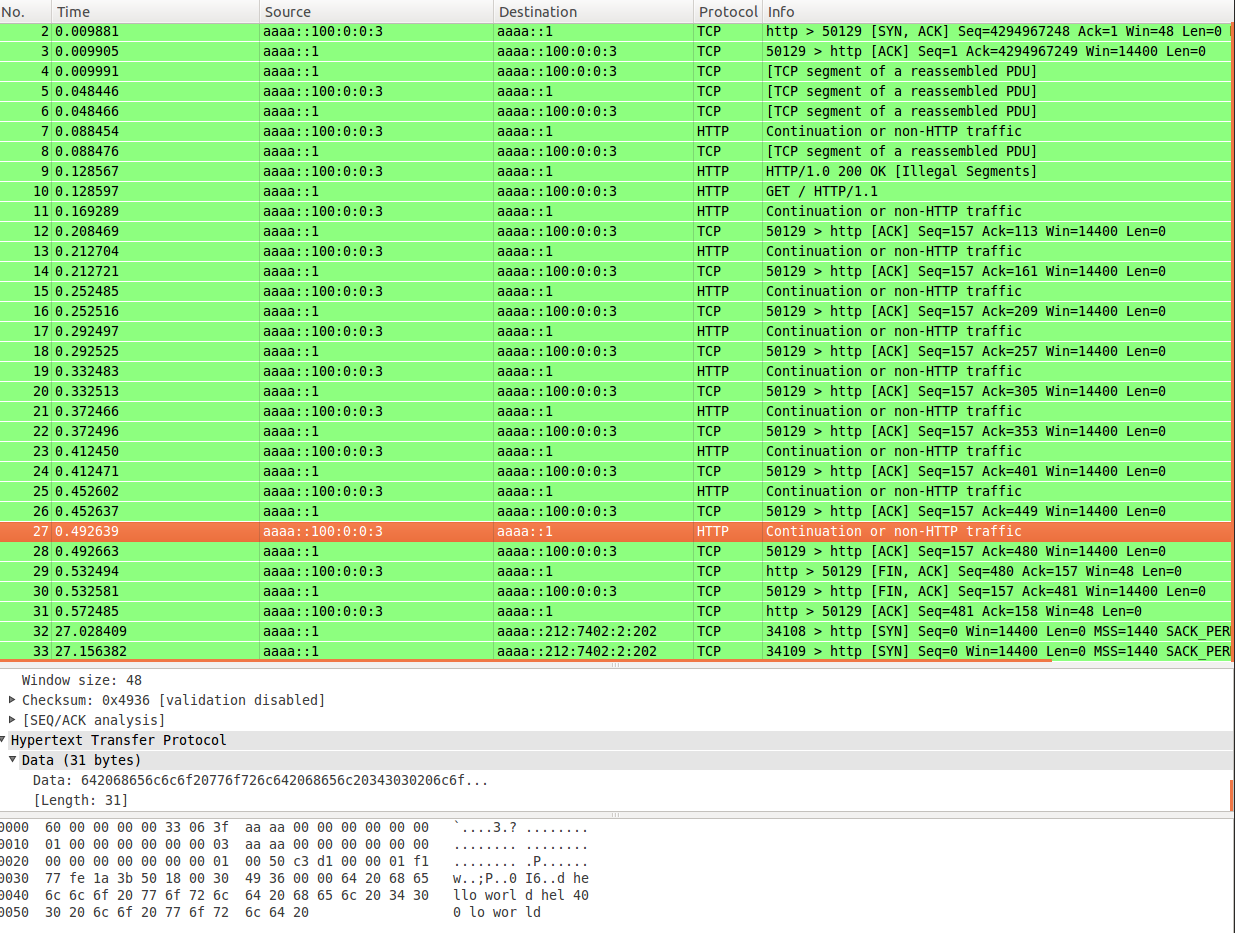 No. Time Source Destination Protocol Info
2 0.009881 aaaa::100:0:0:3 aaaa::1 TCP http > 50129 [SYN, ACK] Seq=4294967248 Ack=1 Win=48 Len=0
3 0.009905 aaaa::1 aaaa::100:0:0:3 TCP 50129 > http [ACK] Seq=1 Ack=4294967249 Win=14400 Len=0
4 0.009991 aaaa::1 aaaa::100:0:0:3 TCP [TCP segment of a reassembled PDU]
5 0.048446 aaaa::100:0:0:3 aaaa::1 TCP [TCP segment of a reassembled PDU]
6 0.048466 aaaa::1 aaaa::100:0:0:3 TCP [TCP segment of a reassembled PDU]
7 0.088454 aaaa::100:0:0:3 aaaa::1 HTTP Continuation or non-HTTP traffic
8 0.088476 aaaa::1 aaaa::100:0:0:3 TCP [TCP segment of a reassembled PDU]
9 0.128567 aaaa::100:0:0:3 aaaa::1 HTTP HTTP/1.0 200 OK [Illegal Segments]
10 0.128597 aaaa::1 aaaa::100:0:0:3 HTTP GET / HTTP/1.1
11 0.169289 aaaa::100:0:0:3 aaaa::1 HTTP Continuation or non-HTTP traffic
12 0.208469 aaaa::1 aaaa::100:0:0:3 TCP 50129 > http [ACK] Seq=157 Ack=113 Win=14400 Len=0
13 0.212704 aaaa::100:0:0:3 aaaa::1 HTTP Continuation or non-HTTP traffic
14 0.212721 aaaa::1 aaaa::100:0:0:3 TCP 50129 > http [ACK] Seq=157 Ack=161 Win=14400 Len=0
15 0.252485 aaaa::100:0:0:3 aaaa::1 HTTP Continuation or non-HTTP traffic
16 0.252516 aaaa::1 aaaa::100:0:0:3 TCP 50129 > http [ACK] Seq=157 Ack=209 Win=14400 Len=0
17 0.292497 aaaa::100:0:0:3 aaaa::1 HTTP Continuation or non-HTTP traffic
18 0.292525 aaaa::1 aaaa::100:0:0:3 TCP 50129 > http [ACK] Seq=157 Ack=257 Win=14400 Len=0
19 0.332483 aaaa::100:0:0:3 aaaa::1 HTTP Continuation or non-HTTP traffic
20 0.332513 aaaa::1 aaaa::100:0:0:3 TCP 50129 > http [ACK] Seq=157 Ack=305 Win=14400 Len=0
21 0.372466 aaaa::100:0:0:3 aaaa::1 HTTP Continuation or non-HTTP traffic
22 0.372496 aaaa::1 aaaa::100:0:0:3 TCP 50129 > http [ACK] Seq=157 Ack=353 Win=14400 Len=0
23 0.412450 aaaa::100:0:0:3 aaaa::1 HTTP Continuation or non-HTTP traffic
24 0.412471 aaaa::1 aaaa::100:0:0:3 TCP 50129 > http [ACK] Seq=157 Ack=401 Win=14400 Len=0
25 0.452602 aaaa::100:0:0:3 aaaa::1 HTTP Continuation or non-HTTP traffic
26 0.452637 aaaa::1 aaaa::100:0:0:3 TCP 50129 > http [ACK] Seq=157 Ack=449 Win=14400 Len=0
27 0.492639 aaaa::100:0:0:3 aaaa::1 HTTP Continuation or non-HTTP traffic
28 0.492663 aaaa::1 aaaa::100:0:0:3 TCP 50129 > http [ACK] Seq=157 Ack=480 Win=14400 Len=0
29 0.532494 aaaa::100:0:0:3 aaaa::1 TCP http > 50129 [FIN, ACK] Seq=480 Ack=157 Win=48 Len=0
30 0.532581 aaaa::1 aaaa::100:0:0:3 TCP 50129 > http [FIN, ACK] Seq=157 Ack=481 Win=14400 Len=0
31 0.572485 aaaa::100:0:0:3 aaaa::1 TCP http > 50129 [ACK] Seq=481 Ack=158 Win=48 Len=0
32 27.028409 aaaa::1 aaaa::212:7402:2:202 TCP 34108 > http [SYN] Seq=0 Win=14400 Len=0 MSS=1440 SACK_PER
33 27.156382 aaaa::1 aaaa::212:7402:2:202 TCP 34109 > http [SYN] Seq=0 Win=14400 Len=0 MSS=1440 SACK_PER
Window size: 48
Checksum: 0x4936 [validation disabled]
[SEQ/ACK analysis]
Hypertext Transfer Protocol
Data (31 bytes)
Data: 642068656c6c6f20776f726c642068656c20343030206c6f...
[Length: 31]
0000 60 00 00 00 00 33 06 3f aa aa 00 00 00 00 00 00 `....3.? ........
0010 01 00 00 00 00 00 00 03 aa aa 00 00 00 00 00 00 ........ ........
0020 00 00 00 00 00 00 00 01 00 50 c3 d1 00 00 01 f1 ........ .P......
0030 77 fe 1a 3b 50 18 00 30 49 36 00 00 64 20 68 65 w..;P..0 I6..d he
0040 6c 6c 6f 20 77 6f 72 6c 64 20 68 65 6c 20 34 30 llo worl d hel 40
0050 30 20 6c 6f 20 77 6f 72 6c 64 20 0 lo wor ld